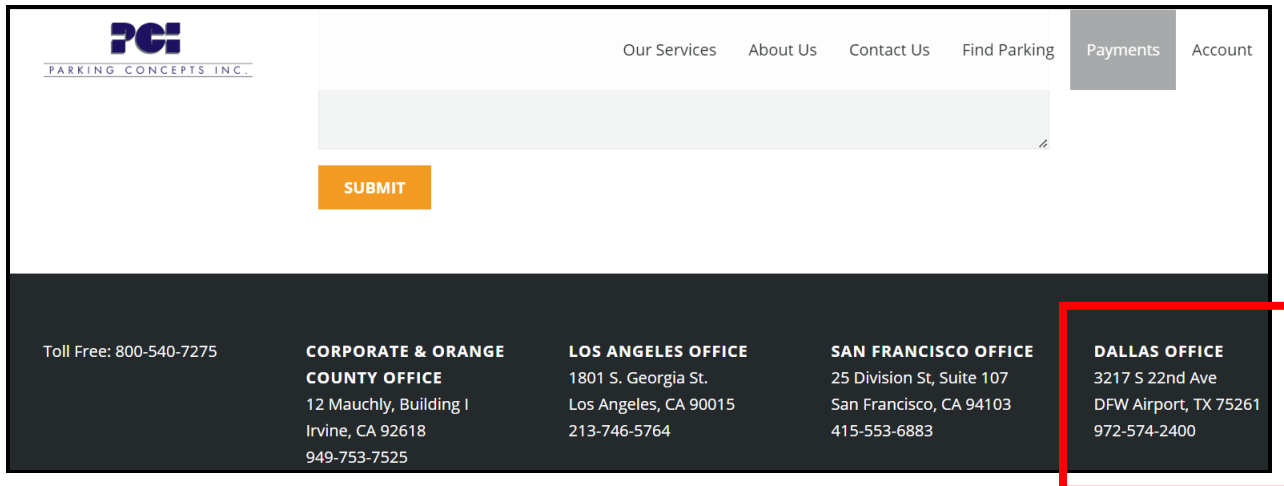 PCI
PARKING CONCEPTS INC.
Our Services About Us Contact Us Find Parking Payments Account
SUBMIT
Toll Free: 800-540-7275
CORPORATE & ORANGE
COUNTY OFFICE
12 Mauchly, Building I
Irvine, CA 92618
949-753-7525
LOS ANGELES OFFICE
1801 S. Georgia St.
Los Angeles, CA 90015
213-746-5764
SAN FRANCISCO OFFICE
25 Division St, Suite 107
San Francisco, CA 94103
415-553-6883
DALLAS OFFICE
3217 S 22nd Ave
DFW Airport, TX 75261
972-574-2400